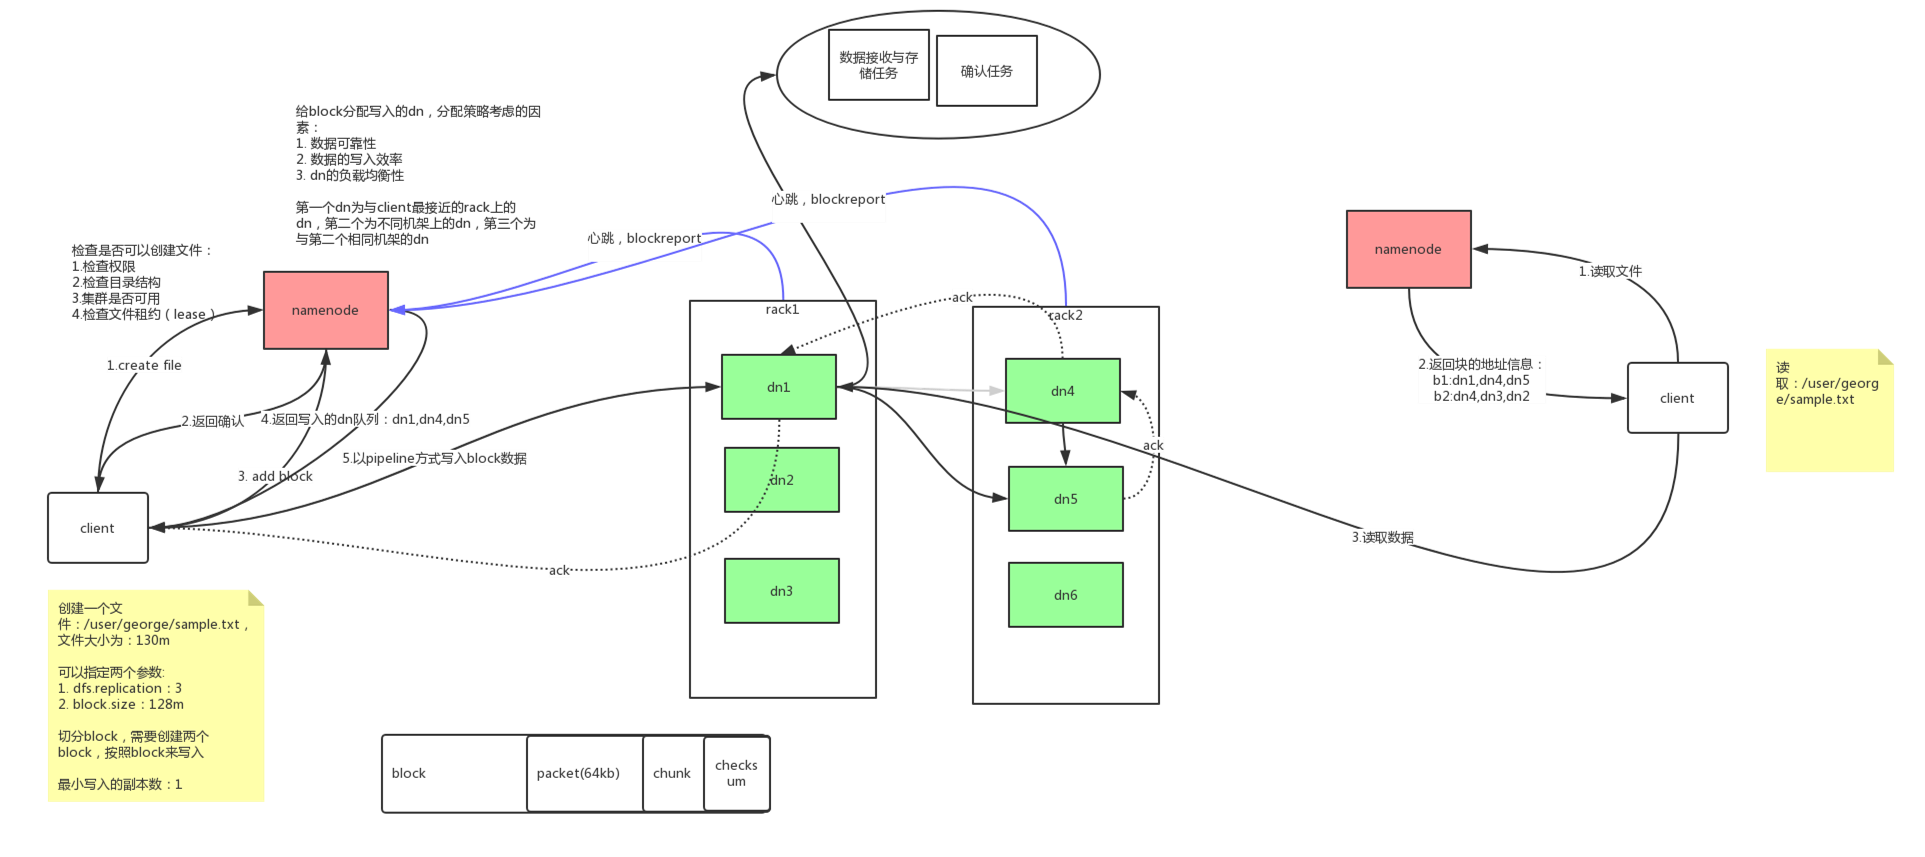 数据接收与存
储任务
确认任务
给block分配写入的dn，分配策略考虑的因
素：
1. 数据可靠性
2. 数据的写入效率
3. dn的负载均衡性
第一个dn为与client最接近的rack上的
dn，第二个为不同机架上的dn，第三个为
与第二个相同机架的dn
心跳，blockreport
心跳，blockreport
检查是否可以创建文件：
1.检查权限
2.检查目录结构
3.集群是否可用
4.检查文件租约（lease）
namenode
1.create file
2.返回确认
4.返回写入的dn队列：dn1,dn4,dn5
5.以pipeline方式写入block数据
3. add block
client
ack
rack1
dn1
dn2
dn3
ack
rack2
dn4
ack
dn5
dn6
namenode
1.读取文件
2.返回块的地址信息：
b1:dn1,dn4,dn5
b2:dn4,dn3,dn2
client
3.读取数据
读
取：/user/georg
e/sample.txt
创建一个文
件：/user/george/sample.txt，
文件大小为：130m
可以指定两个参数:
1. dfs.replication：3
2. block.size：128m
切分block，需要创建两个
block，按照block来写入
最小写入的副本数：1
block
packet(64kb)
chunk
checks
um